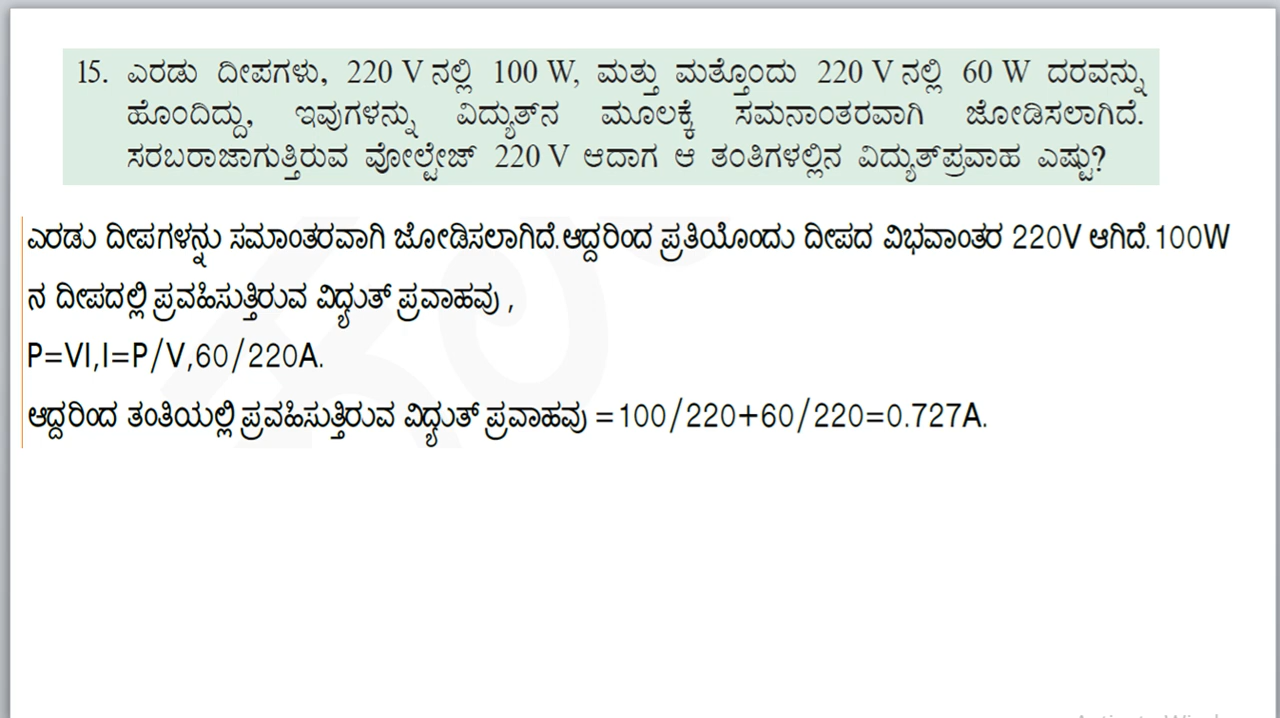 15. ಎರಡು ದೀಪಗಳು, 220 V ನಲ್ಲಿ 100 W, ಮತ್ತು ಮತ್ತೊಂದು 220 V ನಲ್ಲಿ 60 W ದರವನ್ನು
ಹೊಂದಿದ್ದು, ಇವುಗಳನ್ನು ವಿದ್ಯುತ್‌ನ ಮೂಲಕ್ಕೆ ಸಮನಾಂತರವಾಗಿ ಜೋಡಿಸಲಾಗಿದೆ.
ಸರಬರಾಜಾಗುತ್ತಿರುವ ವೋಲ್ಟೇಜ್ 220 V ಆದಾಗ ಆ ತಂತಿಗಳಲ್ಲಿನ ವಿದ್ಯುತ್‌ಪ್ರವಾಹ ಎಷ್ಟು?
ಎರಡು ದೀಪಗಳನ್ನು ಸಮಾಂತರವಾಗಿ ಜೋಡಿಸಲಾಗಿದೆ.ಆದ್ದರಿಂದ ಪ್ರತಿಯೊಂದು ದೀಪದ ವಿಭವಾಂತರ 220V ಆಗಿದೆ.100W
ನ ದೀಪದಲ್ಲಿ ಪ್ರವಹಿಸುತ್ತಿರುವ ವಿಧ್ಯುತ್ ಪ್ರವಾಹವು ,
P=VI,I=P/V,60/220A.
ಆದ್ದರಿಂದ ತಂತಿಯಲ್ಲಿ ಪ್ರವಹಿಸುತ್ತಿರುವ ವಿಧ್ಯುತ್ ಪ್ರವಾಹವು =100/220+60/220=0.727A.